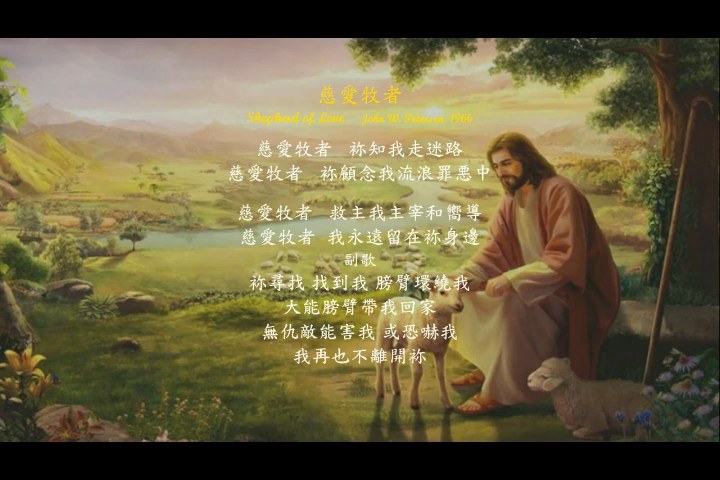 慈愛牧者
Shepherd of Love John W. Peterson 1966
慈愛牧者 祢知我走迷路
慈愛牧者 祢顧念我流浪罪惡中
慈愛牧者 救主我主宰和嚮導
慈愛牧者 我永遠留在祢身邊
副歌
祢尋找 找到我 膀臂環繞我
大能膀臂帶我回家
無仇敵能害我 或恐嚇我
我再也不離開祢